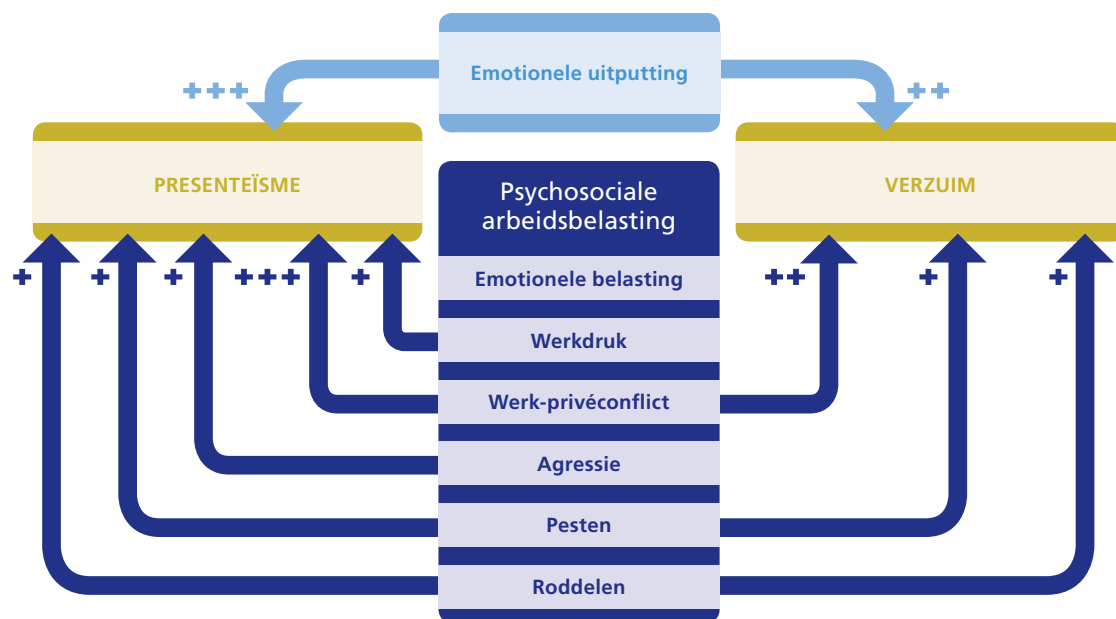 Emotionele uitputting
+++
++
PRESENTEÏSME
VERZUIM
Psychosociale
arbeidsbelasting
+
+
+
+++
+
++
+
+
Emotionele belasting
Werkdruk
Werk-privéconflict
Agressie
Pesten
Roddelen